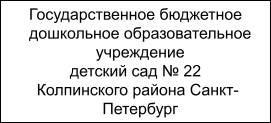 Государственное бюджетное
дошкольное образовательное
учреждение
детский сад № 22
Колпинского района Санкт-
Петербург